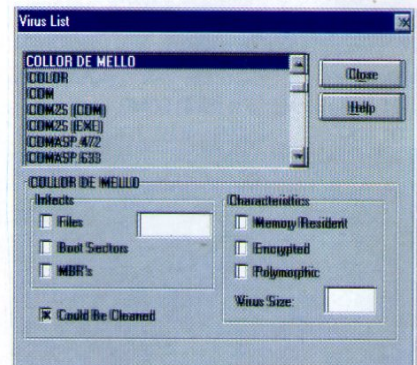 Virus List
COLLOR DE MELLO
COLOR
COM
COM2S (COM)
COM2S (EXE)
COMASP.472
COMASP.633
Close
Help
COLLOR DE MELLO
Infects
Files
Boot Sectors
MBR's
Could Be Cleaned
Characteristics
Memory Resident
Encrypted
Polymorphic
Virus Size: